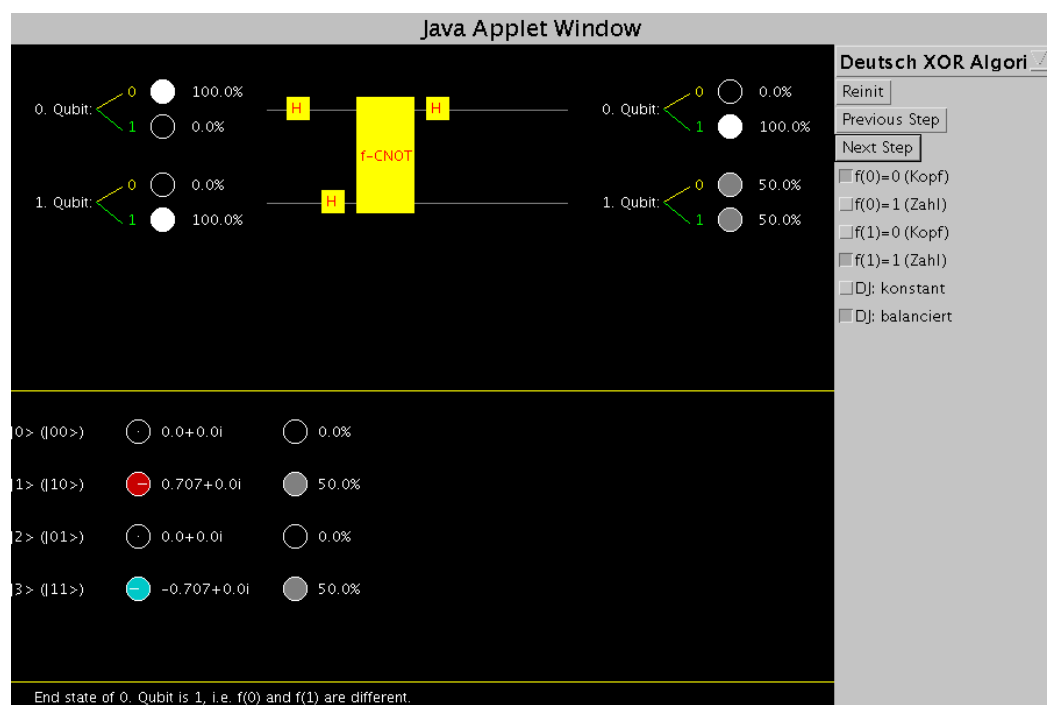 Java Applet Window
Deutsch XOR Algori
Reinit
Previous Step
Next Step
f(0)=0 (Kopf)
f(0)=1 (Zahl)
f(1)=0 (Kopf)
f(1)=1 (Zahl)
DJ: konstant
DJ: balanciert
0. Qubit: 0 100.0% H H 0. Qubit: 0 0.0%
1 0.0% 1 100.0%
f-CNOT
1. Qubit: 0 0.0% H 1. Qubit: 0 50.0%
1 100.0% 1 50.0%
|0> (|00>) 0.0+0.0i 0.0%
|1> (|10>) 0.707+0.0i 50.0%
|2> (|01>) 0.0+0.0i 0.0%
|3> (|11>) -0.707+0.0i 50.0%
End state of 0. Qubit is 1, i.e. f(0) and f(1) are different.